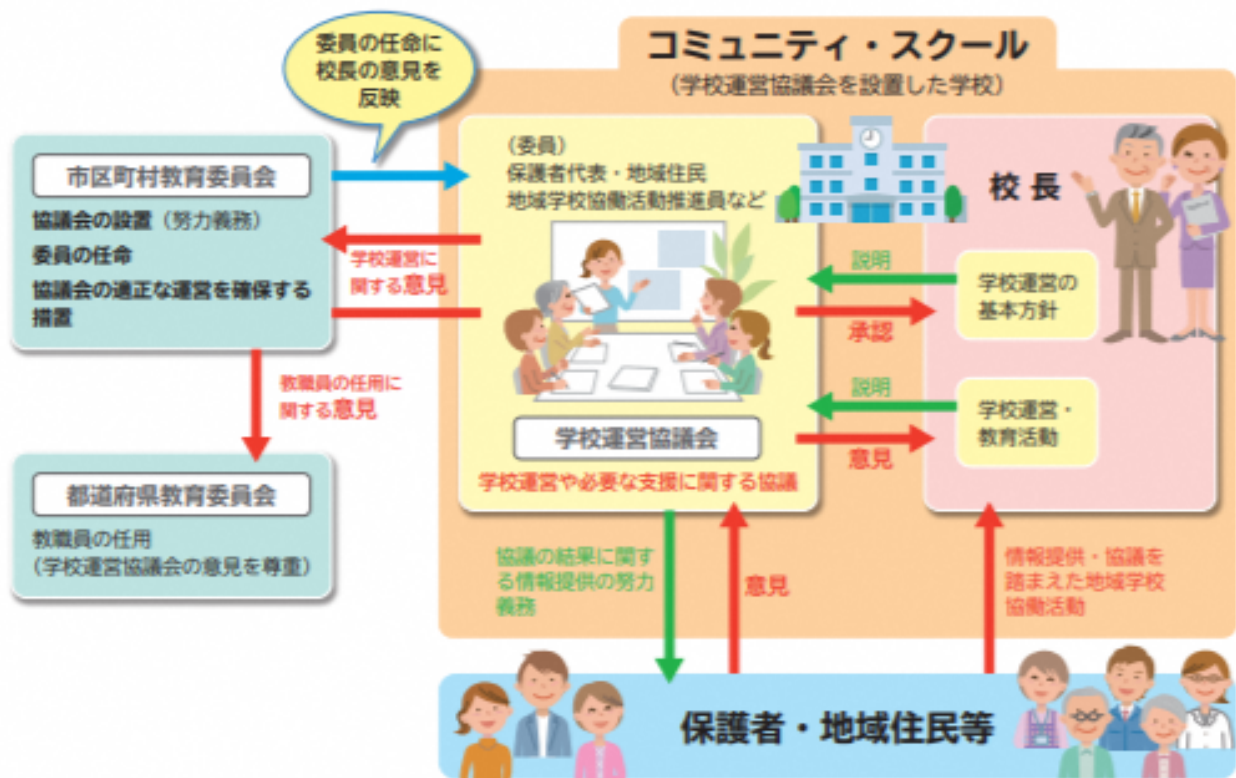 委員の任命に
校長の意見を
反映
コミュニティ・スクール
（学校運営協議会を設置した学校）
市区町村教育委員会
協議会の設置（努力義務）
委員の任命
協議会の適正な運営を確保する
措置
学校運営に
関する意見
教職員の任用に
関する意見
都道府県教育委員会
教職員の任用
（学校運営協議会の意見を尊重）
（委員）
保護者代表・地域住民
地域学校協働活動推進員など
学校運営協議会
学校運営や必要な支援に関する協議
校長
説明
学校運営の
基本方針
承認
説明
学校運営・
教育活動
意見
協議の結果に関す
る情報提供の努力
義務
意見
情報提供・協議を
踏まえた地域学校
協働活動
保護者・地域住民等